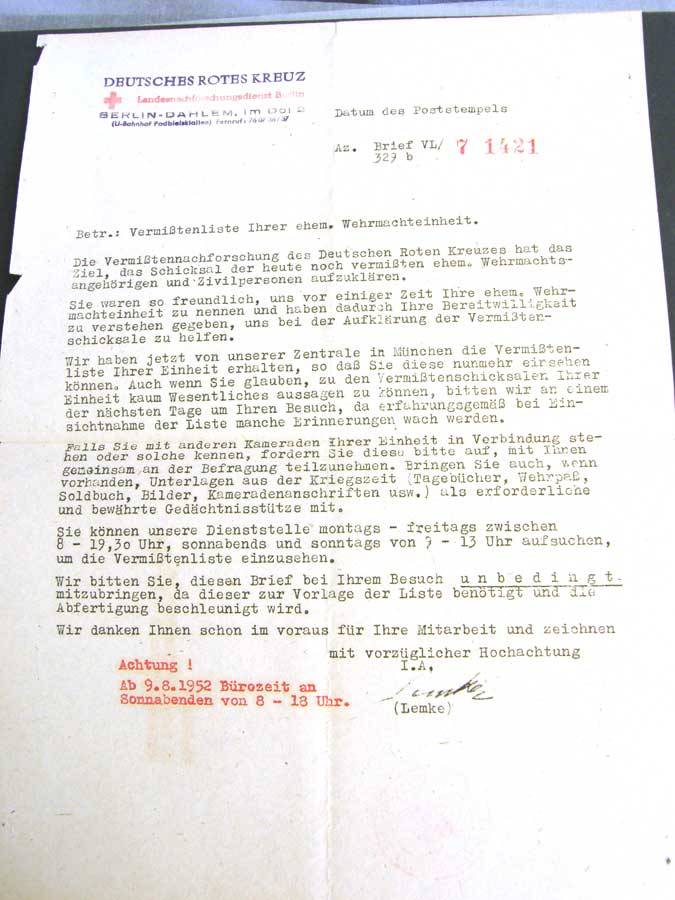 DEUTSCHES ROTES KREUZ
Landesnachforschungsdienst Berlin
BERLIN-DAHLEM, Im Dol 2
(U-Bahnhof Podbielskiallee) Fernruf:
Datum des Poststempels
Az. Brief VL/ 7 1421
329 b
Betr.: Vermißtenliste Ihrer ehem. Wehrmachteinheit.
Die Vermißtennachforschung des Deutschen Roten Kreuzes hat das
Ziel, das Schicksal der heute noch vermißten ehem. Wehrmachts-
angehörigen und Zivilpersonen aufzuklären.
Sie waren so freundlich, uns vor einiger Zeit Ihre ehem. Wehr-
machteinheit zu nennen und haben dadurch Ihre Bereitwilligkeit
zu verstehen gegeben, uns bei der Aufklärung der Vermißten-
schicksale zu helfen.
Wir haben jetzt von unserer Zentrale in München die Vermißten-
liste Ihrer Einheit erhalten, so daß Sie diese nunmehr einsehen
können. Auch wenn Sie glauben, zu den Vermißtenschicksalen Ihrer
Einheit kaum Wesentliches aussagen zu können, bitten wir an einem
der nächsten Tage um Ihren Besuch, da erfahrungsgemäß bei Ein-
sichtnahme der Liste manche Erinnerungen wach werden.
Falls Sie mit anderen Kameraden Ihrer Einheit in Verbindung ste-
hen oder solche kennen, fordern Sie diese bitte auf, mit Ihnen
gemeinsam an der Befragung teilzunehmen. Bringen Sie auch, wenn
vorhanden, Unterlagen aus der Kriegszeit (Tagebücher, Wehrpaß,
Soldbuch, Bilder, Kameradenanschriften usw.) als erforderliche
und bewährte Gedächtnisstütze mit.
Sie können unsere Dienststelle montags - freitags zwischen
8 - 19,30 Uhr, sonnabends und sonntags von 9 - 13 Uhr aufsuchen,
um die Vermißtenliste einzusehen.
Wir bitten Sie, diesen Brief bei Ihrem Besuch u n b e d i n g t
mitzubringen, da dieser zur Vorlage der Liste benötigt und die
Abfertigung beschleunigt wird.
Wir danken Ihnen schon im voraus für Ihre Mitarbeit und zeichnen
mit vorzüglicher Hochachtung
I.A,
Lemke
(Lemke)
Achtung !
Ab 9.8.1952 Bürozeit an
Sonnabenden von 8 - 13 Uhr.